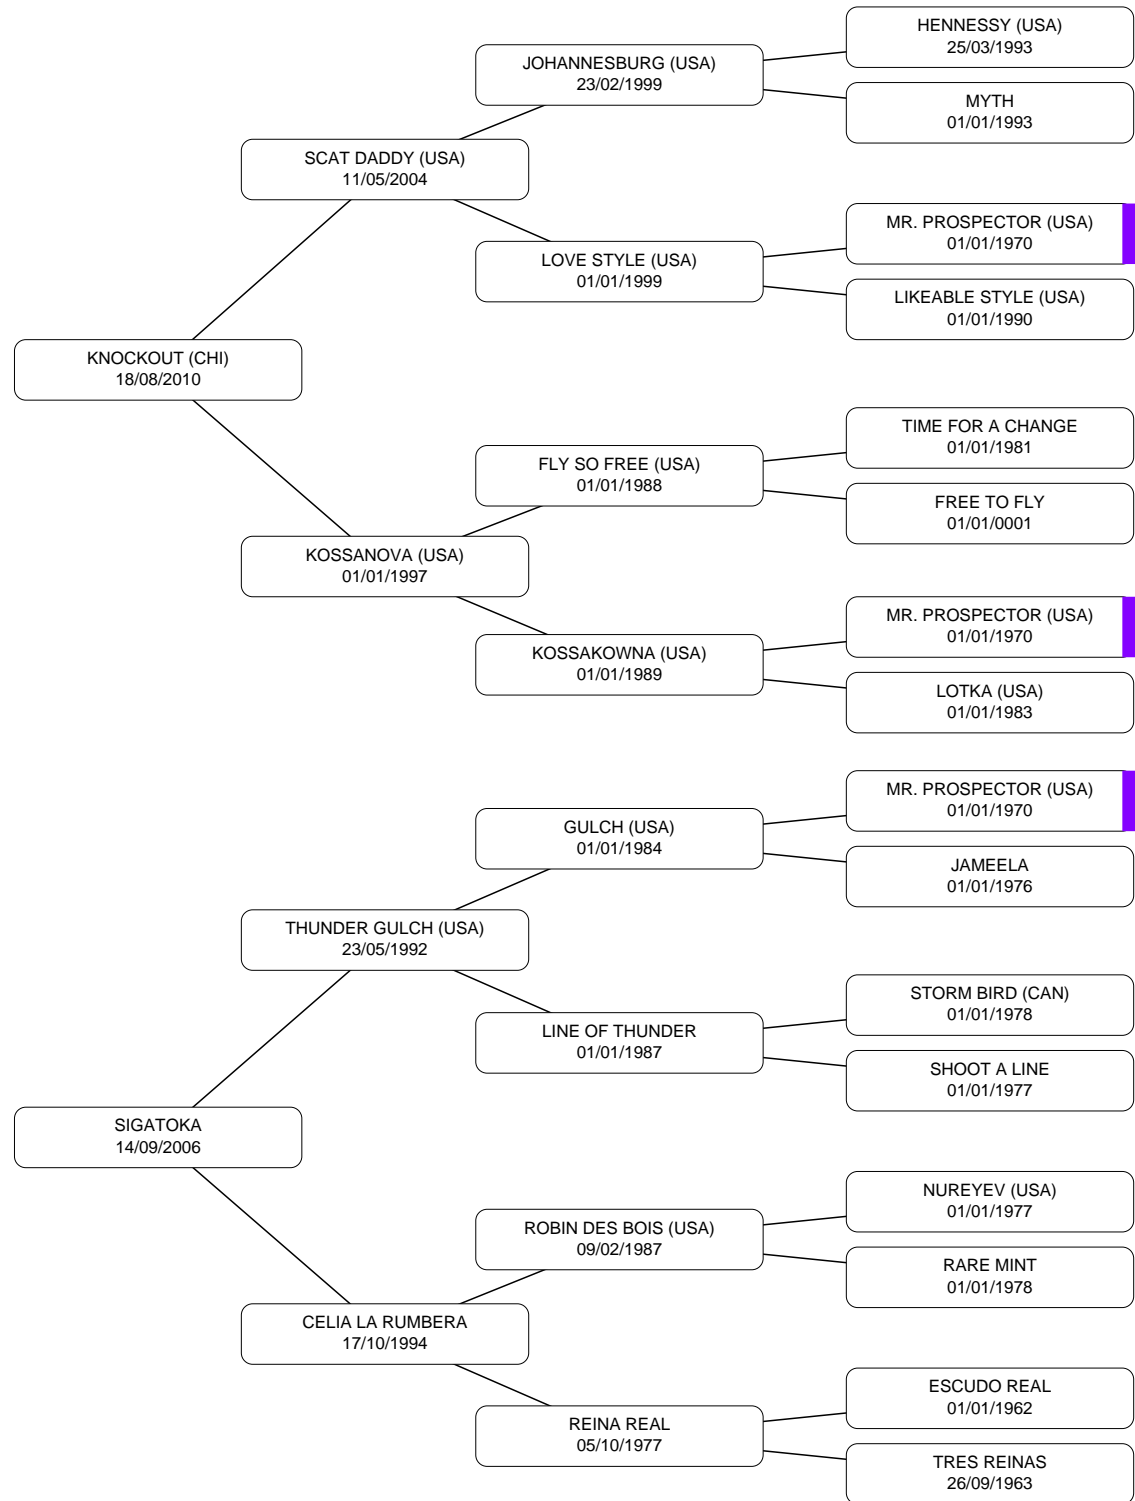 HENNESSY (USA)
25/03/1993
JOHANNESBURG (USA)
23/02/1999
MYTH
01/01/1993
SCAT DADDY (USA)
11/05/2004
MR. PROSPECTOR (USA)
01/01/1970
LOVE STYLE (USA)
01/01/1999
LIKEABLE STYLE (USA)
01/01/1990
KNOCKOUT (CHI)
18/08/2010
TIME FOR A CHANGE
01/01/1981
FLY SO FREE (USA)
01/01/1988
FREE TO FLY
01/01/0001
KOSSANOVA (USA)
01/01/1997
MR. PROSPECTOR (USA)
01/01/1970
KOSSAKOWNA (USA)
01/01/1989
LOTKA (USA)
01/01/1983
MR. PROSPECTOR (USA)
01/01/1970
GULCH (USA)
01/01/1984
JAMEELA
01/01/1976
THUNDER GULCH (USA)
23/05/1992
STORM BIRD (CAN)
01/01/1978
LINE OF THUNDER
01/01/1987
SHOOT A LINE
01/01/1977
SIGATOKA
14/09/2006
NUREYEV (USA)
01/01/1977
ROBIN DES BOIS (USA)
09/02/1987
RARE MINT
01/01/1978
CELIA LA RUMBERA
17/10/1994
ESCUDO REAL
01/01/1962
REINA REAL
05/10/1977
TRES REINAS
26/09/1963